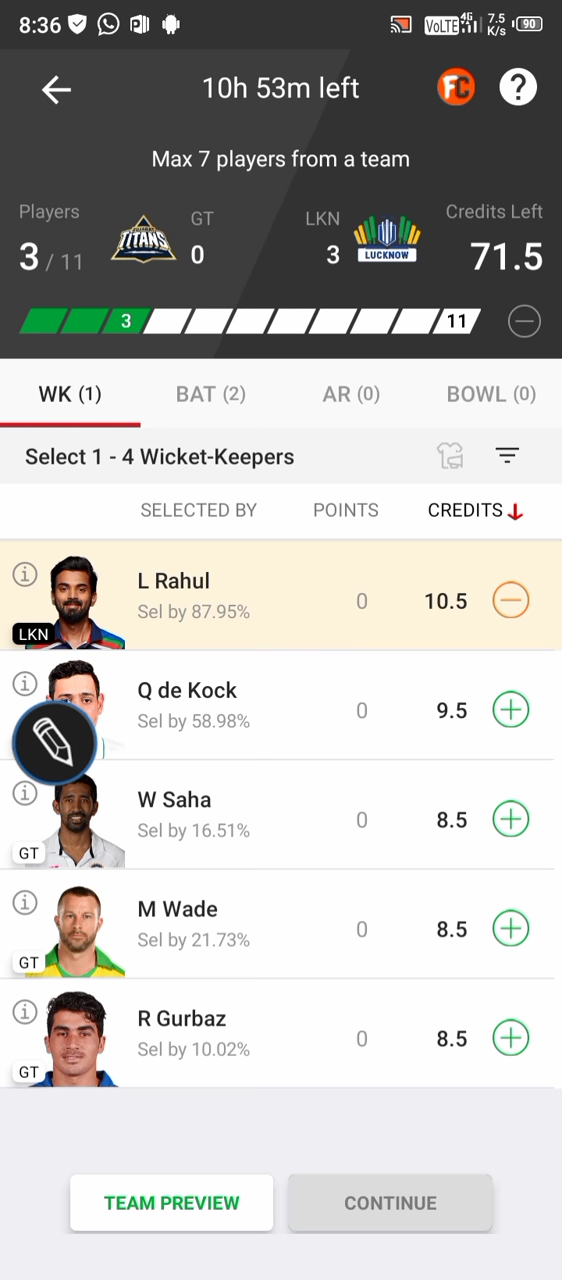 8:36 VoLTE 4G 7.5 K/s 90
10h 53m left FC ?
Max 7 players from a team
Players GT LKN Credits Left
3 / 11 TITANS 0 3 LUCKNOW 71.5
3 11
WK (1) BAT (2) AR (0) BOWL (0)
Select 1 - 4 Wicket-Keepers
SELECTED BY POINTS CREDITS
L Rahul
Sel by 87.95% 0 10.5
LKN
Q de Kock
Sel by 58.98% 0 9.5
W Saha
Sel by 16.51% 0 8.5
GT
M Wade
Sel by 21.73% 0 8.5
GT
R Gurbaz
Sel by 10.02% 0 8.5
GT
TEAM PREVIEW CONTINUE